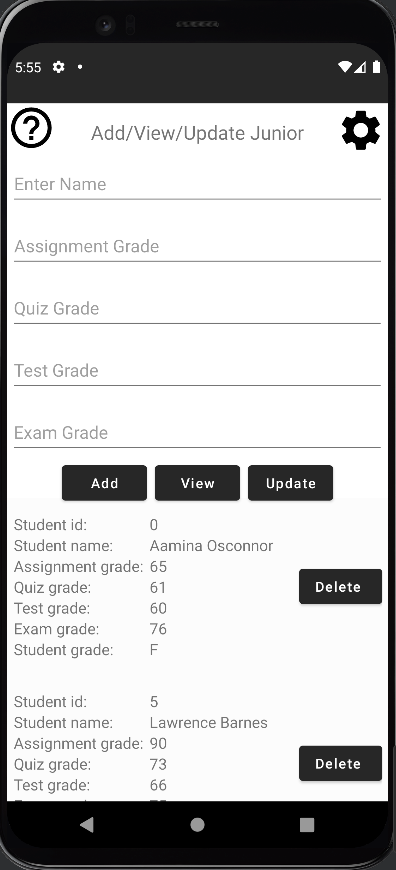 5:55
Add/View/Update Junior
Enter Name
Assignment Grade
Quiz Grade
Test Grade
Exam Grade
Add View Update
Student id: 0
Student name: Aamina Osconnor
Assignment grade: 65
Quiz grade: 61
Delete
Test grade: 60
Exam grade: 76
Student grade: F
Student id: 5
Student name: Lawrence Barnes
Assignment grade: 90
Quiz grade: 73
Delete
Test grade: 66